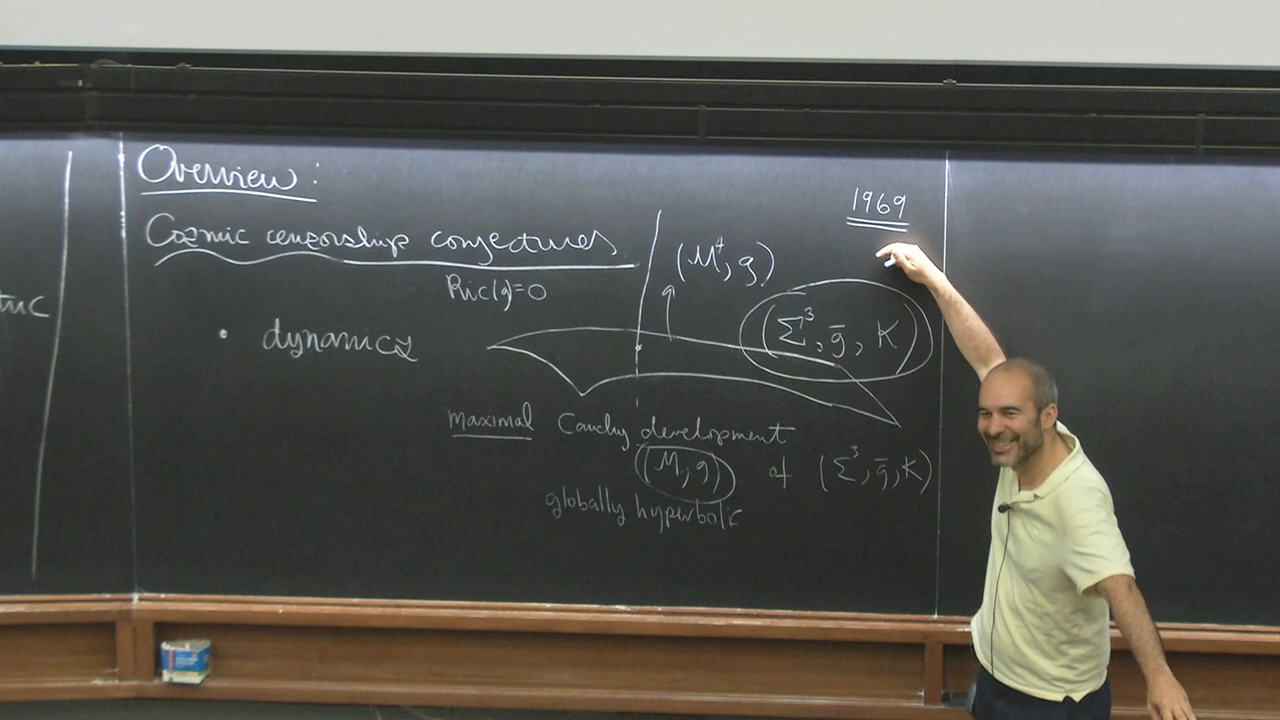 Overview:
Cosmic censorship conjectures
1969
(M⁴, g)
Ric(g)=0
(Σ³, ḡ, K)
• dynamics
maximal Cauchy development
(M, g) of (Σ³, ḡ, K)
globally hyperbolic